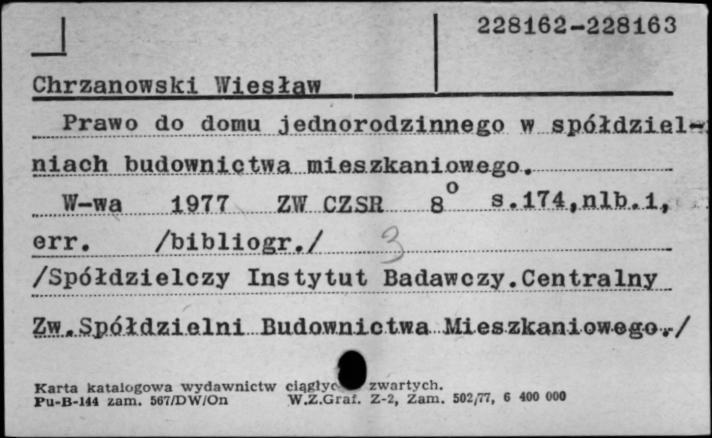 228162-228163
Chrzanowski Wiesław
Prawo do domu jednorodzinnego w spółdziel-
niach budownictwa mieszkaniowego.
W-wa 1977 ZW CZSR 8° s.174,nlb.1,
err. /bibliogr./ 3
/Spółdzielczy Instytut Badawczy.Centralny
Zw.Spółdzielni Budownictwa Mieszkaniowego./
Karta katalogowa wydawnictw zwartych.
Pu-B-144 zam. 567/DW/On W.Z.Graf. Z-2, Zam. 502/77, 6 400 000